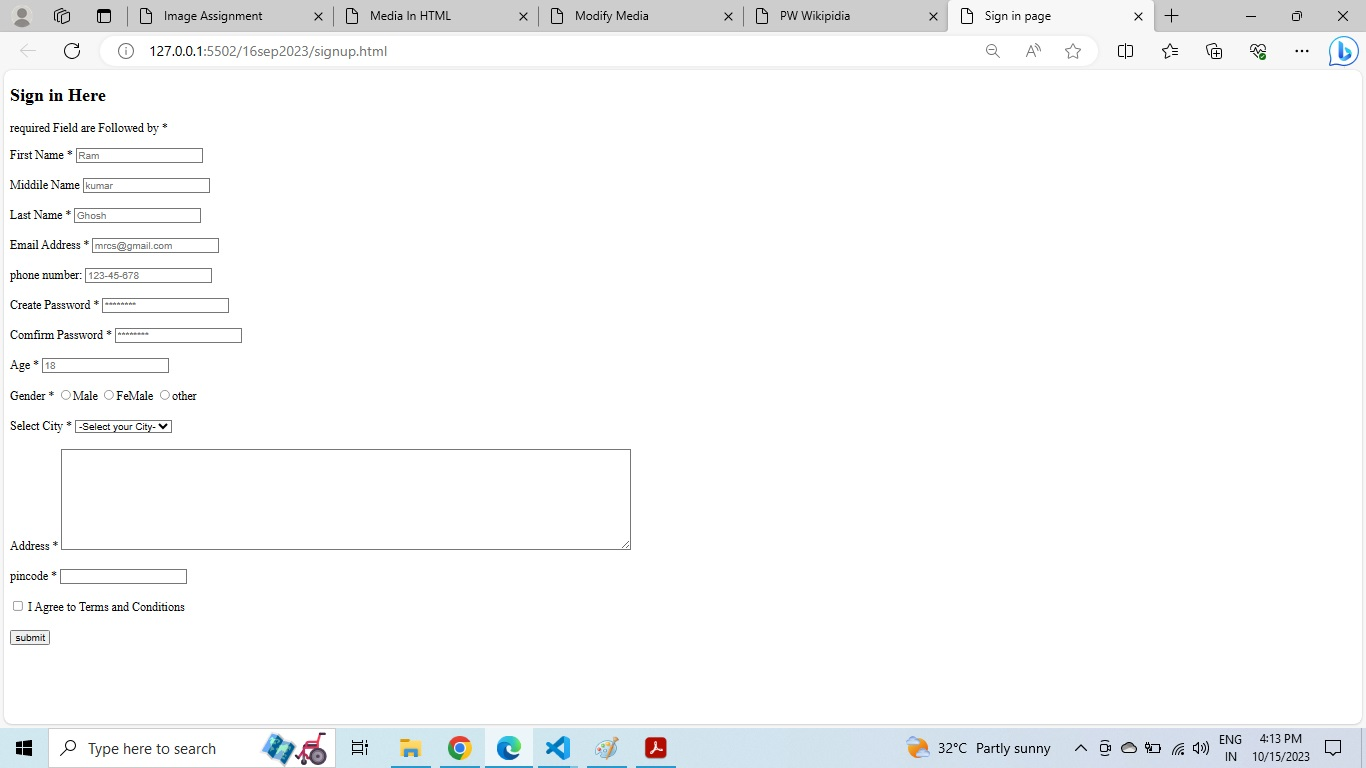 Image Assignment
Media In HTML
Modify Media
PW Wikipidia
Sign in page
127.0.0.1:5502/16sep2023/signup.html
Sign in Here
required Field are Followed by *
First Name * Ram
Middile Name kumar
Last Name * Ghosh
Email Address * mrcs@gmail.com
phone number: 123-45-678
Create Password * ********
Comfirm Password * ********
Age * 18
Gender * Male FeMale other
Select City * -Select your City-
Address *
pincode *
I Agree to Terms and Conditions
submit
Type here to search
32°C Partly sunny
ENG
IN
4:13 PM
10/15/2023